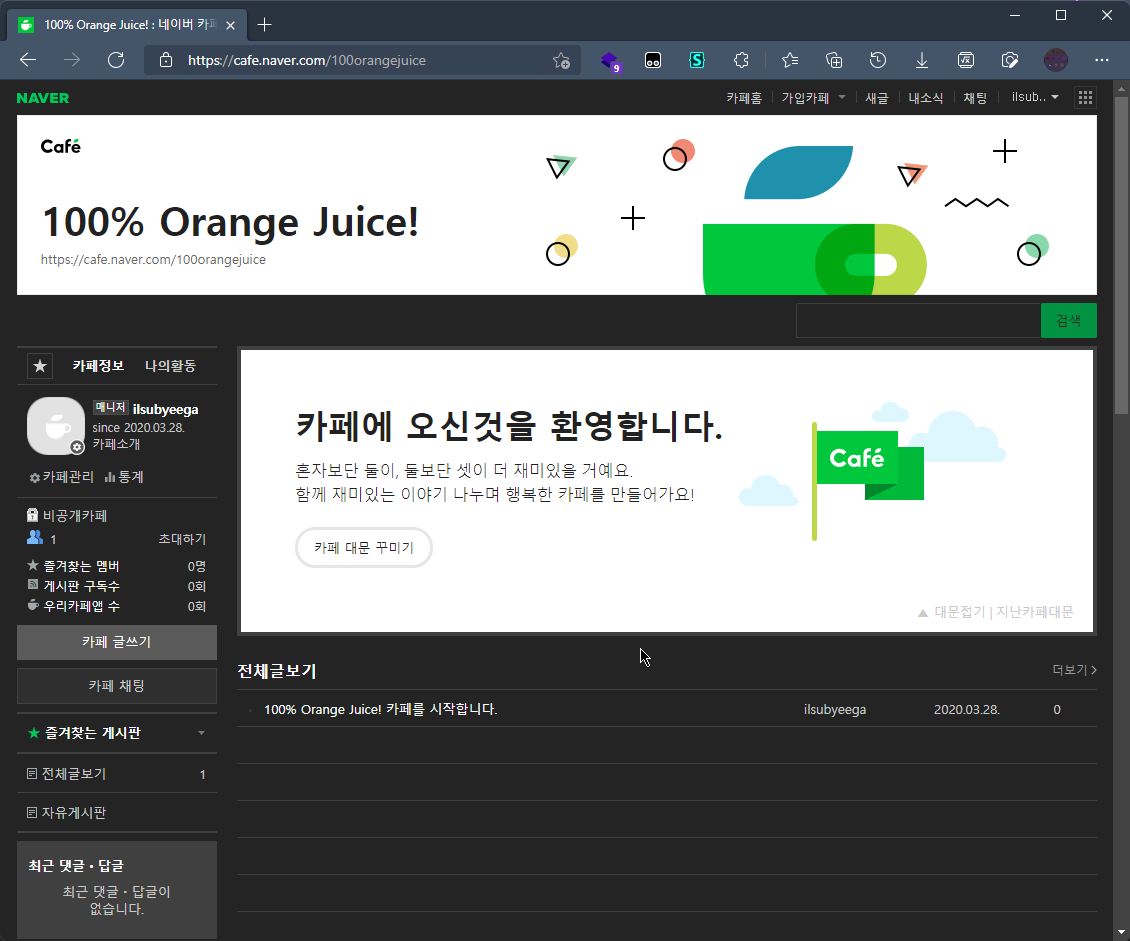 100% Orange Juice! : 네이버 카페
https://cafe.naver.com/100orangejuice
9
NAVER
카페홈 가입카페 새글 내소식 채팅 ilsub..
Café
100% Orange Juice!
https://cafe.naver.com/100orangejuice
검색
카페정보 나의활동
매니저 ilsubyeega
since 2020.03.28.
카페소개
카페관리 통계
비공개카페
1 초대하기
즐겨찾는 멤버 0명
게시판 구독수 0회
우리카페앱 수 0회
카페 글쓰기
카페 채팅
즐겨찾는 게시판
전체글보기 1
자유게시판
최근 댓글・답글
최근 댓글・답글이
없습니다.
카페에 오신것을 환영합니다.
혼자보단 둘이, 둘보단 셋이 더 재미있을 거예요.
함께 재미있는 이야기 나누며 행복한 카페를 만들어가요!
카페 대문 꾸미기
Café
▲ 대문접기 | 지난카페대문
전체글보기 더보기
100% Orange Juice! 카페를 시작합니다. ilsubyeega 2020.03.28. 0